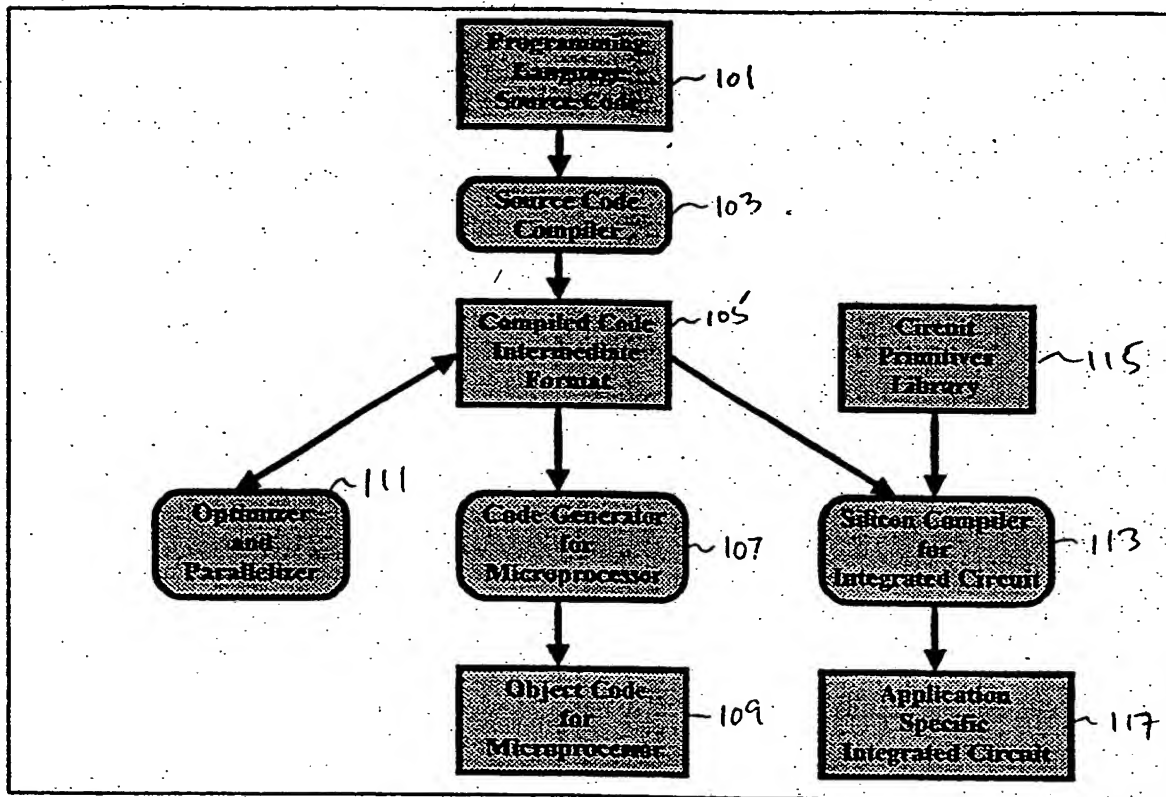 Programming
Language
Source Code
101
Source Code
Compiler
103
Compiled Code
Intermediate
Format
105
Circuit
Primitives
Library
115
Optimizer
and
Parallelizer
111
Code Generator
for
Microprocessor
107
Silicon Compiler
for
Integrated Circuit
113
Object Code
for
Microprocessor
109
Application
Specific
Integrated Circuit
117